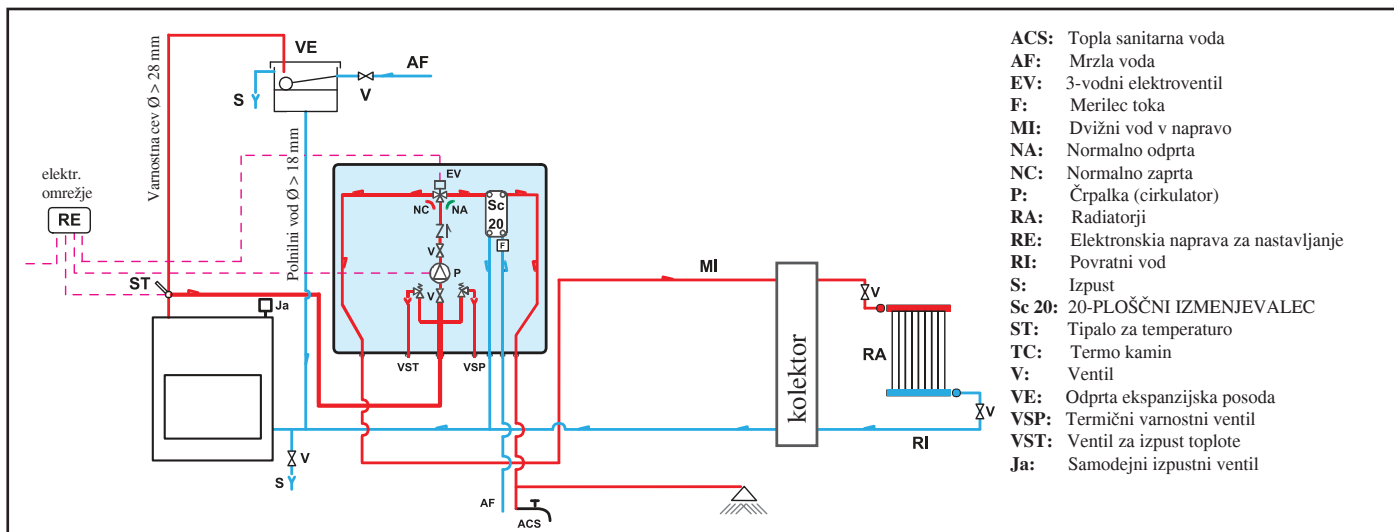 VE
AF
S
V
Varnostna cev Ø > 28 mm
Polnilni vod Ø > 18 mm
elektr.
omrežje
RE
EV
NC
NA
Sc
20
F
V
P
V
ST
Ja
VST
VSP
MI
V
kolektor
RA
V
RI
V
S
AF
ACS
ACS: Topla sanitarna voda
AF: Mrzla voda
EV: 3-vodni elektroventil
F: Merilec toka
MI: Dvižni vod v napravo
NA: Normalno odprta
NC: Normalno zaprta
P: Črpalka (cirkulator)
RA: Radiatorji
RE: Elektronskia naprava za nastavljanje
RI: Povratni vod
S: Izpust
Sc 20: 20-PLOŠČNI IZMENJEVALEC
ST: Tipalo za temperaturo
TC: Termo kamin
V: Ventil
VE: Odprta ekspanzijska posoda
VSP: Termični varnostni ventil
VST: Ventil za izpust toplote
Ja: Samodejni izpustni ventil